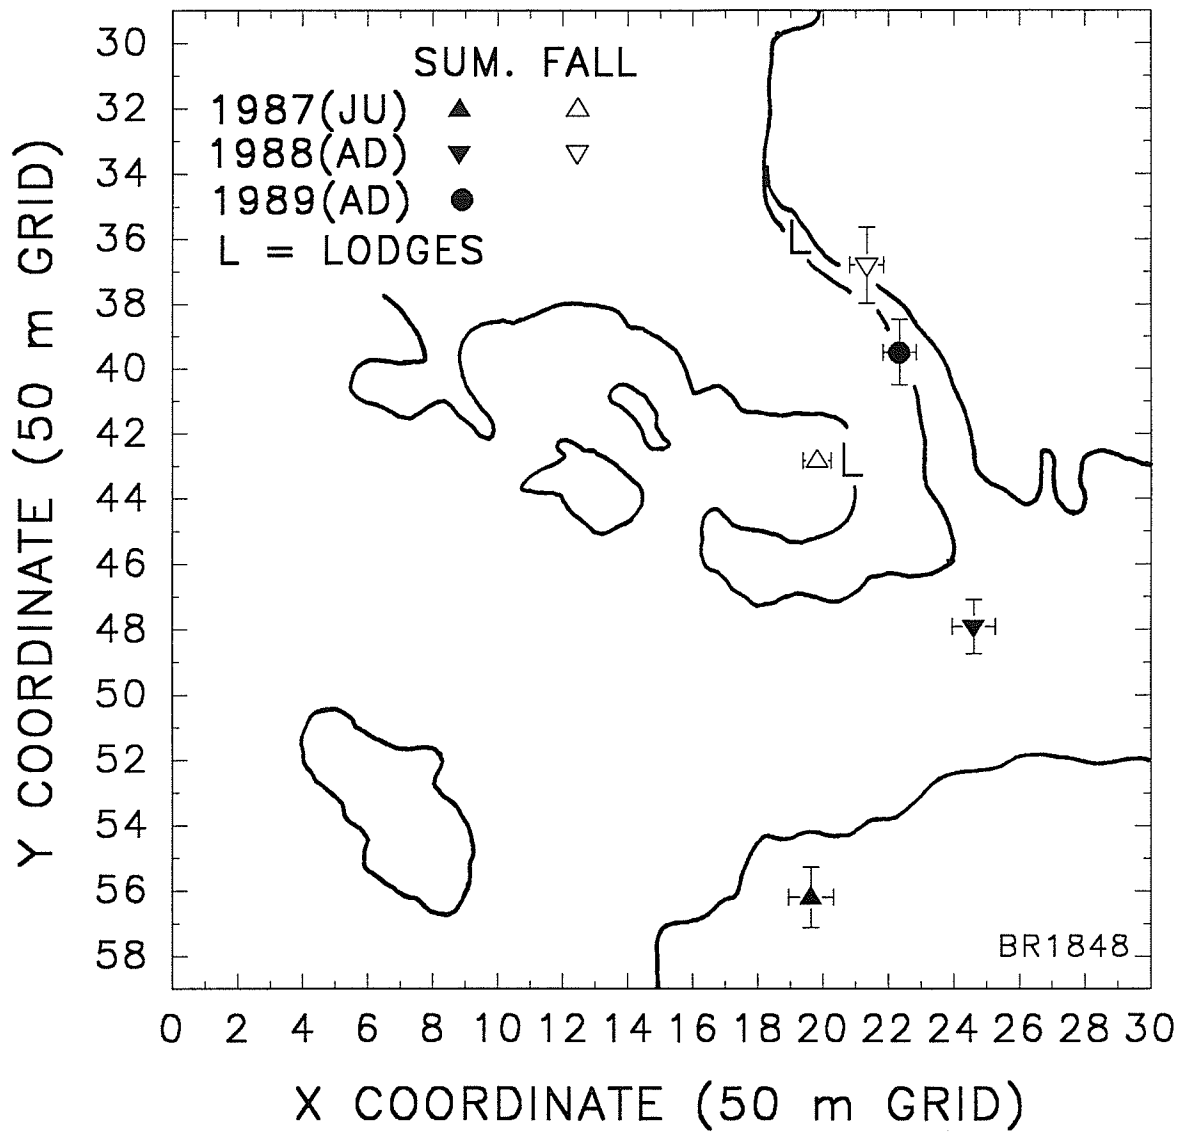 SUM. FALL
1987(JU)
1988(AD)
1989(AD)
L = LODGES
Y COORDINATE (50 m GRID)
30
32
34
36
38
40
42
44
46
48
50
52
54
56
58
L
L
BR1848
0 2 4 6 8 10 12 14 16 18 20 22 24 26 28 30
X COORDINATE (50 m GRID)